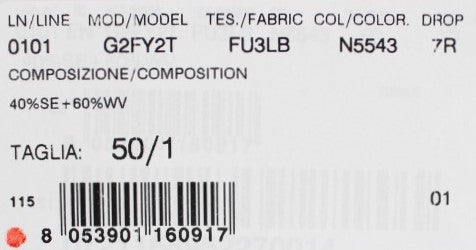 LN/LINE MOD/MODEL TES./FABRIC COL/COLOR. DROP
0101 G2FY2T FU3LB N5543 7R
COMPOSIZIONE/COMPOSITION
40%SE+60%WV
TAGLIA: 50/1
115 01
8 053901 160917